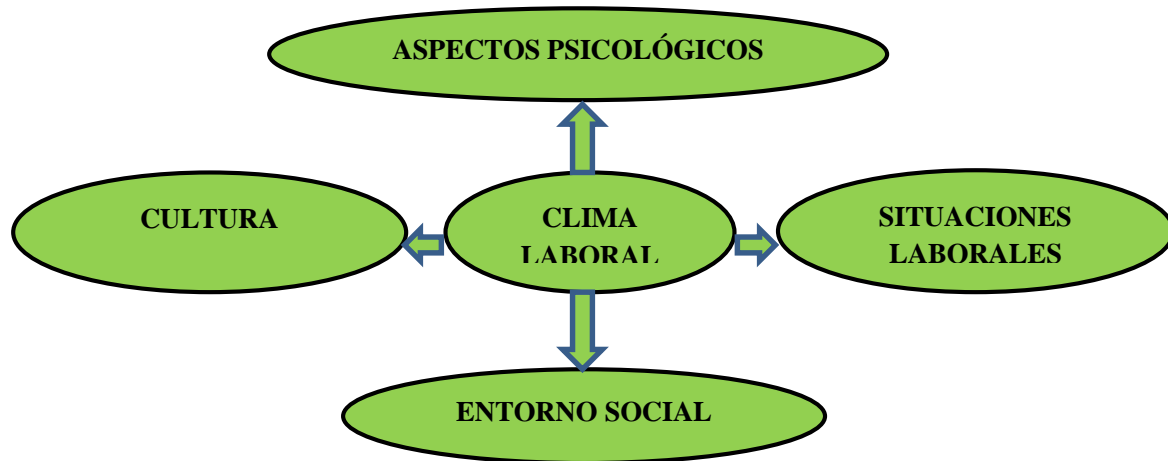 ASPECTOS PSICOLÓGICOS
CULTURA
CLIMA
LABORAL
SITUACIONES
LABORALES
ENTORNO SOCIAL